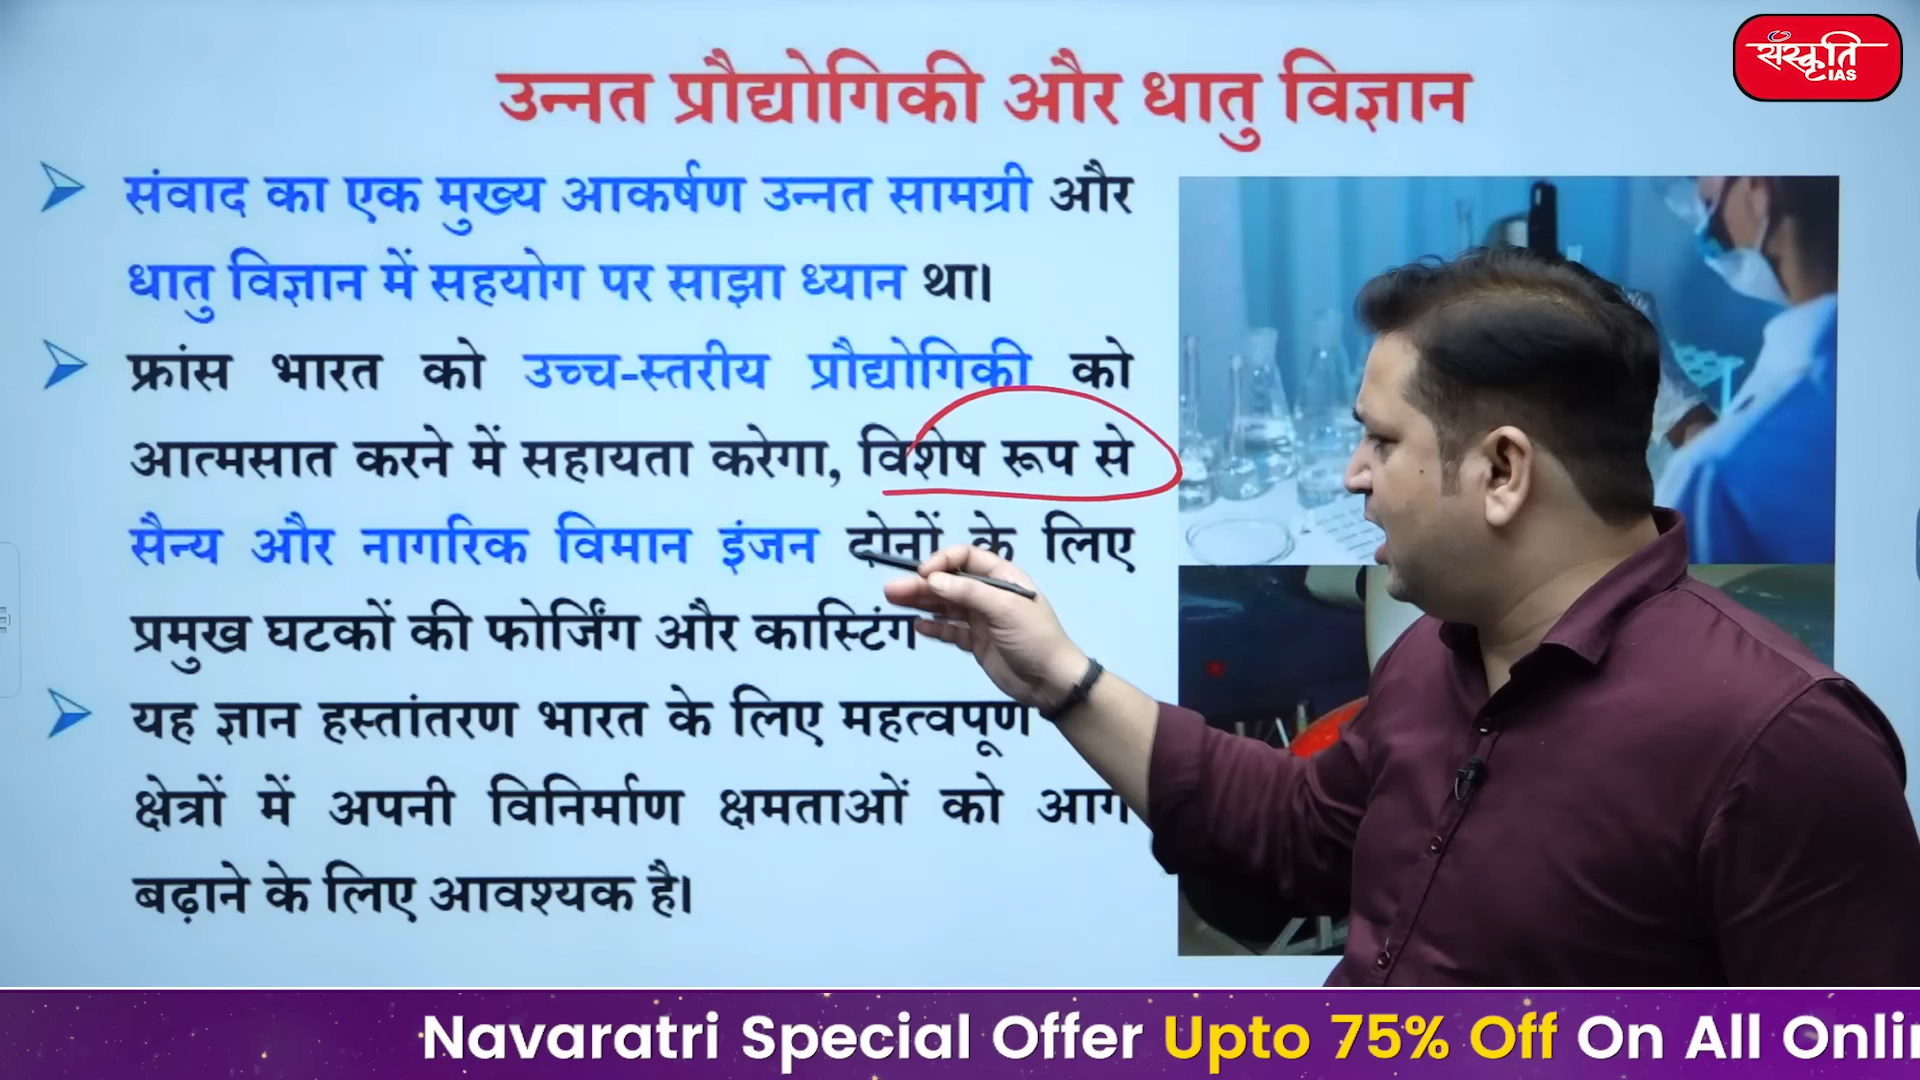 संस्कृति
IAS
उन्नत प्रौद्योगिकी और धातु विज्ञान
संवाद का एक मुख्य आकर्षण उन्नत सामग्री और
धातु विज्ञान में सहयोग पर साझा ध्यान था।
फ्रांस भारत को उच्च-स्तरीय प्रौद्योगिकी को
आत्मसात करने में सहायता करेगा, विशेष रूप से
सैन्य और नागरिक विमान इंजन दोनों के लिए
प्रमुख घटकों की फोर्जिंग और कास्टिंग
यह ज्ञान हस्तांतरण भारत के लिए महत्वपूर्ण
क्षेत्रों में अपनी विनिर्माण क्षमताओं को आगे
बढ़ाने के लिए आवश्यक है।
Navaratri Special Offer Upto 75% Off On All Onli